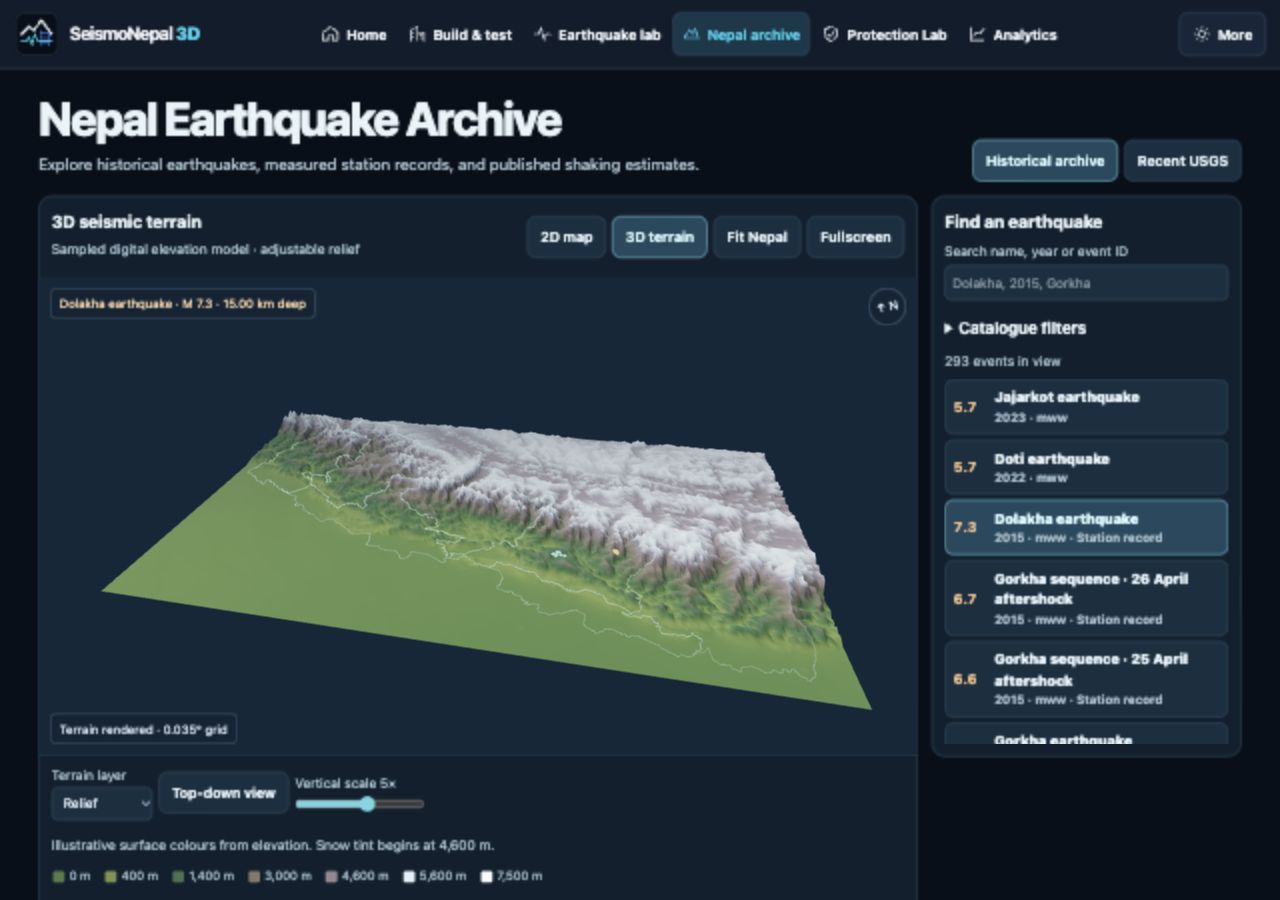 SeismoNepal 3D
Home
Build & test
Earthquake lab
Nepal archive
Protection Lab
Analytics
More
Nepal Earthquake Archive
Explore historical earthquakes, measured station records, and published shaking estimates.
Historical archive
Recent USGS
3D seismic terrain
Sampled digital elevation model · adjustable relief
2D map
3D terrain
Fit Nepal
Fullscreen
Dolakha earthquake · M 7.3 · 15.00 km deep
↑ N
Terrain rendered · 0.035° grid
Terrain layer
Relief
Top-down view
Vertical scale 5×
Illustrative surface colours from elevation. Snow tint begins at 4,600 m.
0 m
400 m
1,400 m
3,000 m
4,600 m
5,600 m
7,500 m
Find an earthquake
Search name, year or event ID
Dolakha, 2015, Gorkha
Catalogue filters
293 events in view
5.7
Jajarkot earthquake
2023 · mww
5.7
Doti earthquake
2022 · mww
7.3
Dolakha earthquake
2015 · mww · Station record
6.7
Gorkha sequence · 26 April
aftershock
2015 · mww · Station record
6.6
Gorkha sequence · 25 April
aftershock
2015 · mww · Station record
Gorkha earthquake